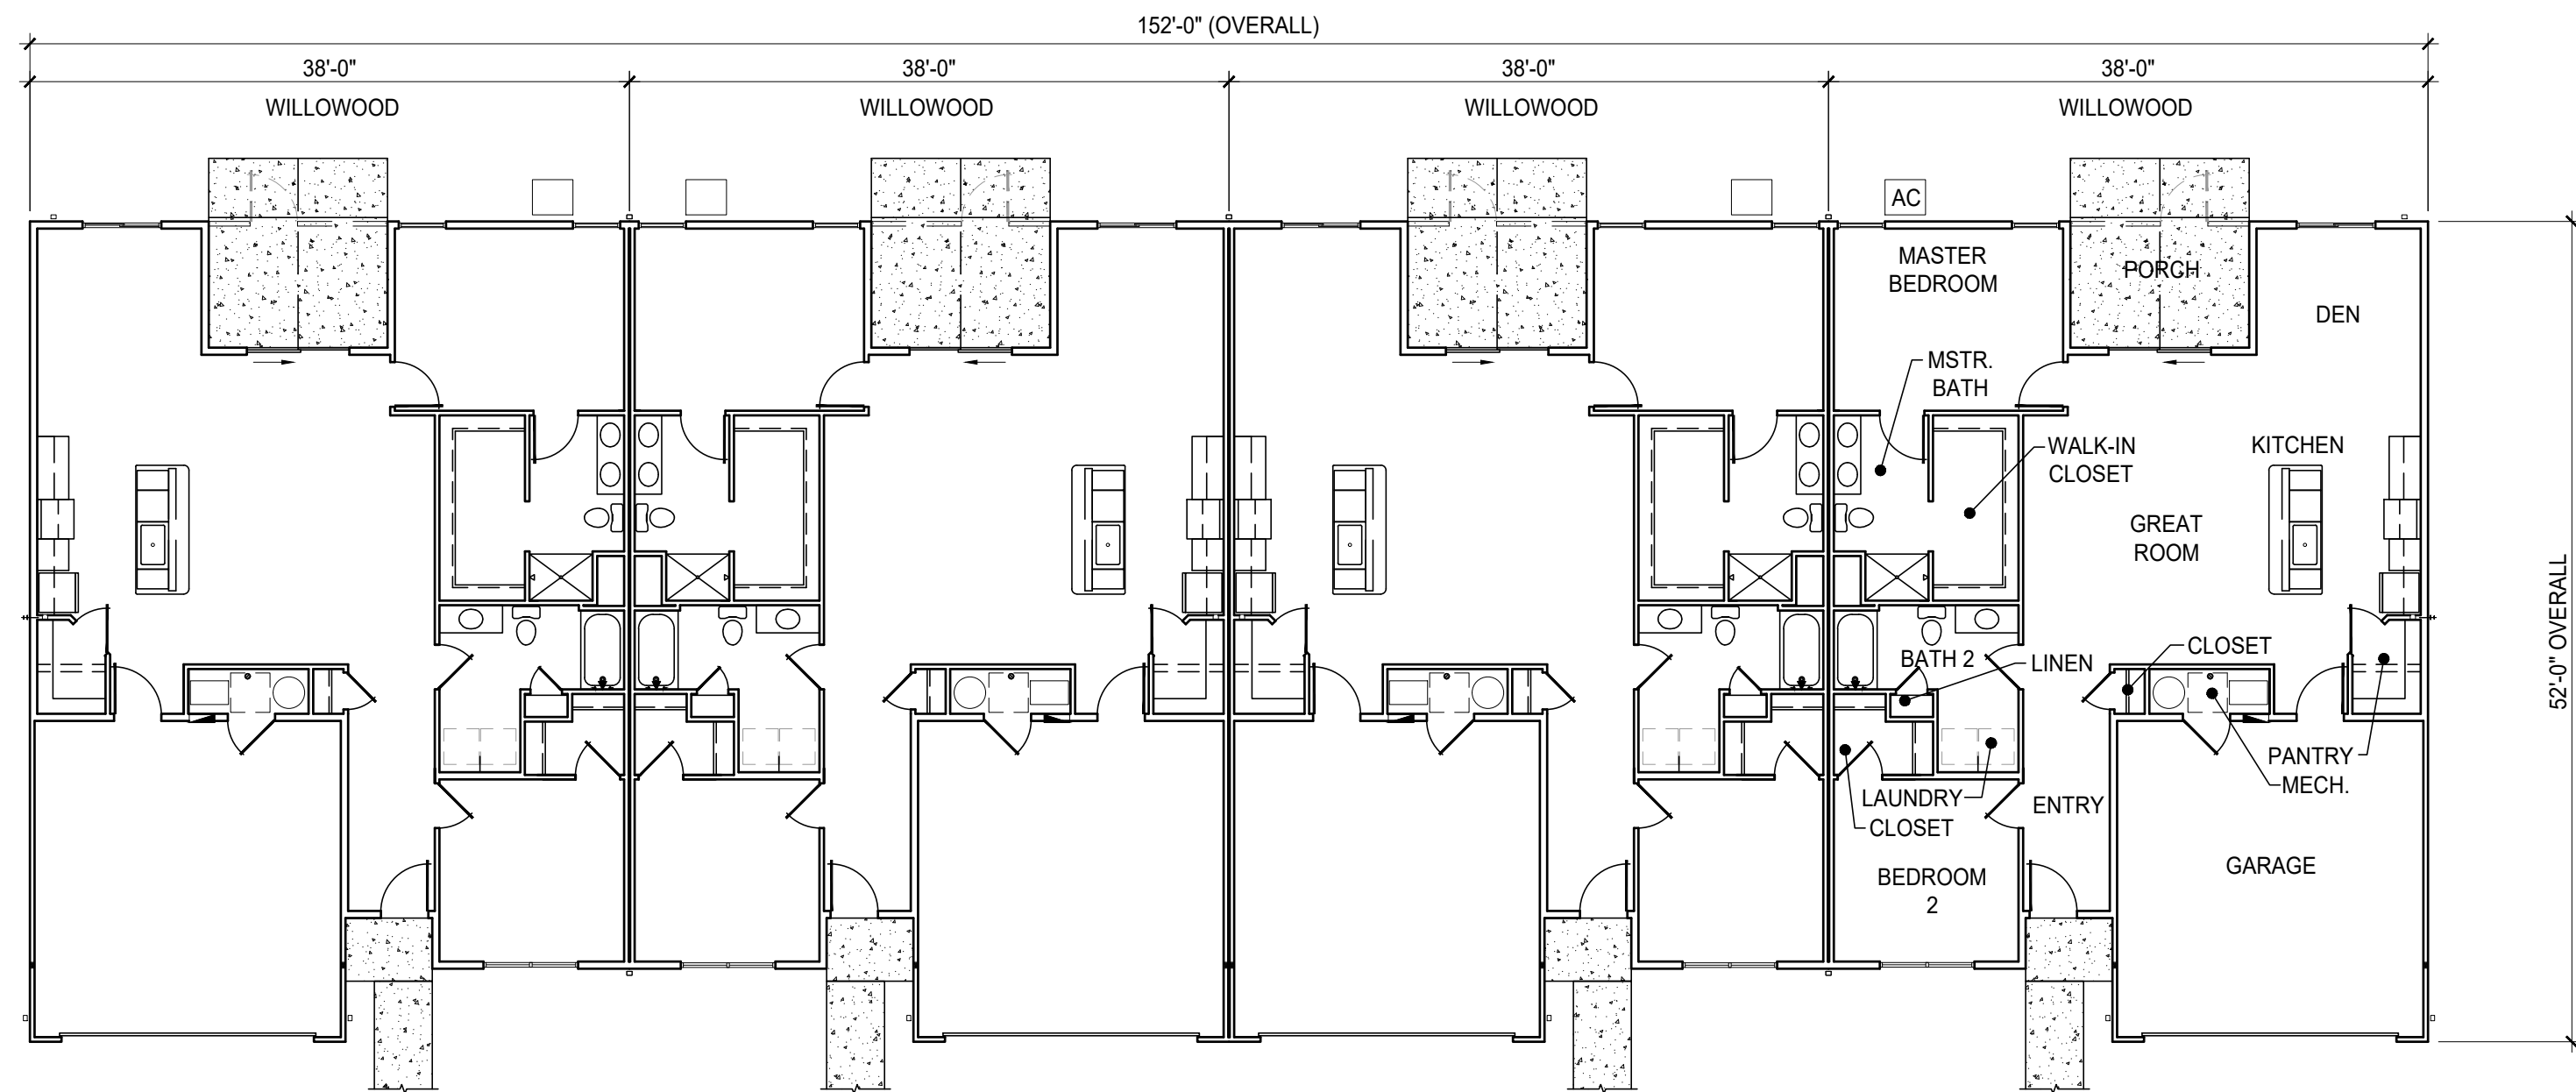 152'-0" (OVERALL)
38'-0" 38'-0" 38'-0" 38'-0"
WILLOWOOD WILLOWOOD WILLOWOOD WILLOWOOD
AC
MASTER
BEDROOM
PORCH
DEN
MSTR.
BATH
WALK-IN
CLOSET
KITCHEN
GREAT
ROOM
52'-0" OVERALL
BATH 2
LINEN
CLOSET
PANTRY
MECH.
LAUNDRY
CLOSET
ENTRY
BEDROOM
2
GARAGE